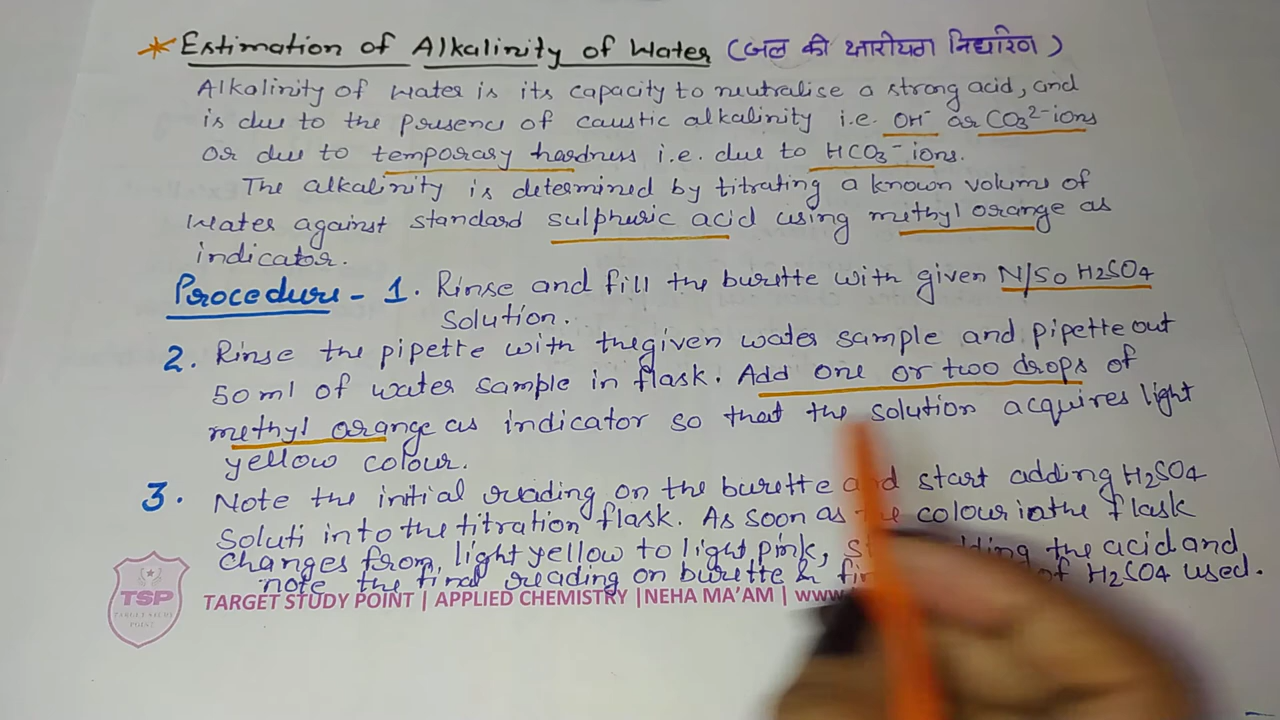 * Estimation of Alkalinity of Water (जल की क्षारीयता निर्धारण)
Alkalinity of water is its capacity to neutralise a strong acid, and
is due to the presence of caustic alkalinity i.e. OH⁻ or CO₃²⁻ ions
or due to temporary hardness i.e. due to HCO₃⁻ ions.
The alkalinity is determined by titrating a known volume of
water against standard sulphuric acid using methyl orange as
indicator.
Procedure - 1. Rinse and fill the burette with given N/50 H₂SO₄
Solution.
2. Rinse the pipette with the given water sample and pipette out
50 ml of water sample in flask. Add one or two drops of
methyl orange as indicator so that the solution acquires light
yellow colour.
3. Note the initial reading on the burette and start adding H₂SO₄
Soluti into the titration flask. As soon as the colour in the flask
changes from light yellow to light pink, the acid and
note the final reading on burette & of H₂SO₄ used.
TSP
TARGET STUDY
POINT
TARGET STUDY POINT | APPLIED CHEMISTRY | NEHA MA'AM | www.